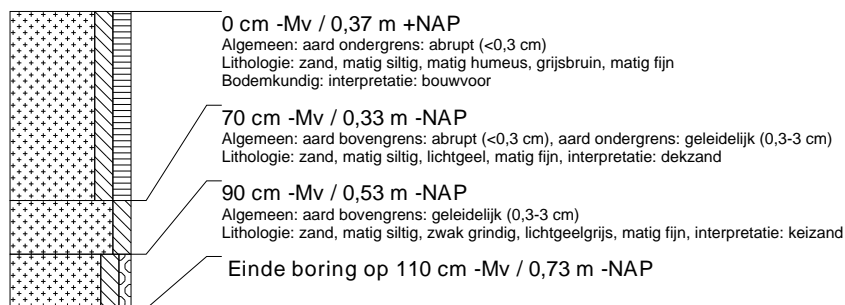 0 cm -Mv / 0,37 m +NAP
Algemeen: aard ondergrens: abrupt (<0,3 cm)
Lithologie: zand, matig siltig, matig humeus, grijsbruin, matig fijn
Bodemkundig: interpretatie: bouwvoor
70 cm -Mv / 0,33 m -NAP
Algemeen: aard bovengrens: abrupt (<0,3 cm), aard ondergrens: geleidelijk (0,3-3 cm)
Lithologie: zand, matig siltig, lichtgeel, matig fijn, interpretatie: dekzand
90 cm -Mv / 0,53 m -NAP
Algemeen: aard bovengrens: geleidelijk (0,3-3 cm)
Lithologie: zand, matig siltig, zwak grindig, lichtgeelgrijs, matig fijn, interpretatie: keizand
Einde boring op 110 cm -Mv / 0,73 m -NAP